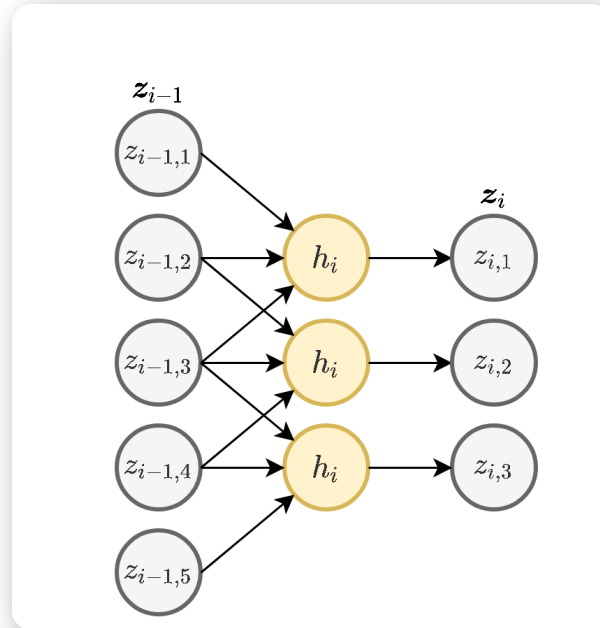 z_{i-1}
z_{i-1,1}
z_i
z_{i-1,2}
h_i
z_{i,1}
z_{i-1,3}
h_i
z_{i,2}
z_{i-1,4}
h_i
z_{i,3}
z_{i-1,5}